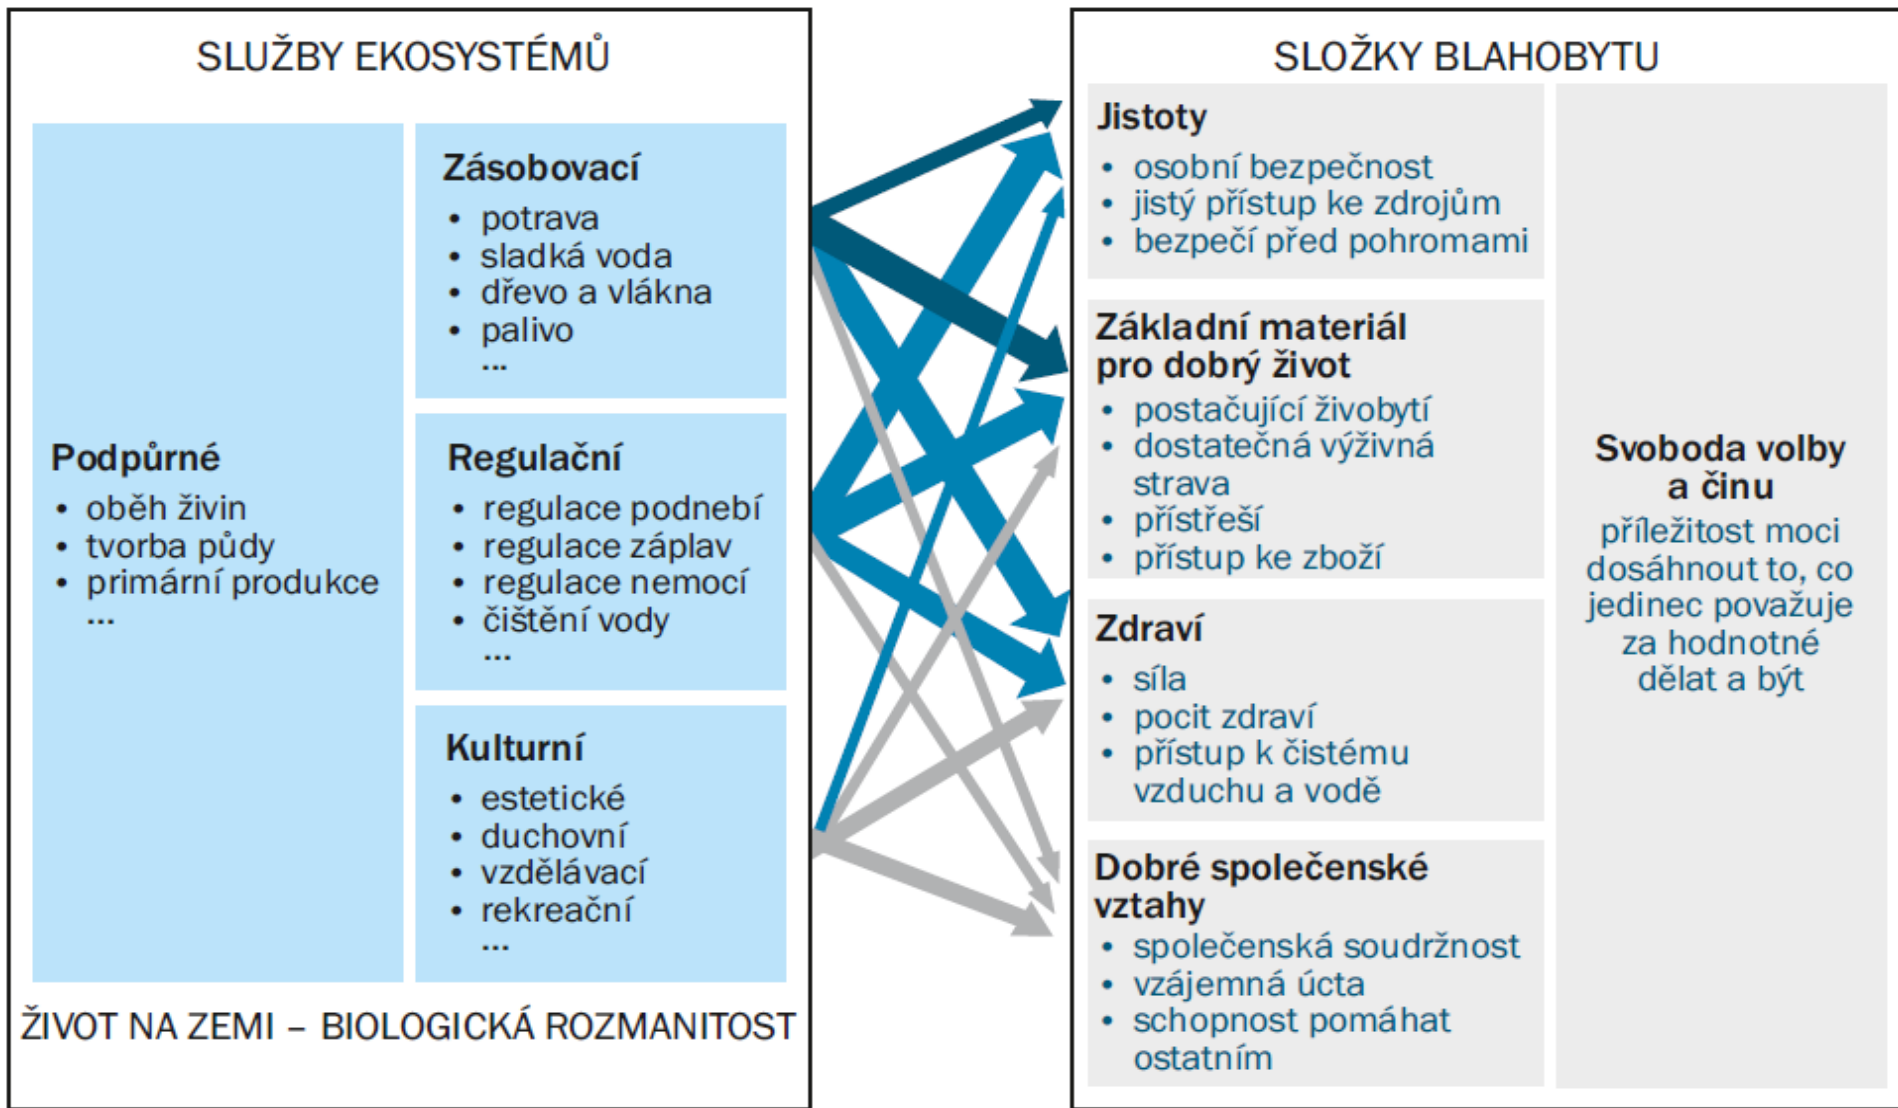 SLUŽBY EKOSYSTÉMŮ
Podpůrné
• oběh živin
• tvorba půdy
• primární produkce
...
Zásobovací
• potrava
• sladká voda
• dřevo a vlákna
• palivo
...
Regulační
• regulace podnebí
• regulace záplav
• regulace nemocí
• čištění vody
...
Kulturní
• estetické
• duchovní
• vzdělávací
• rekreační
...
ŽIVOT NA ZEMI – BIOLOGICKÁ ROZMANITOST
SLOŽKY BLAHOBYTU
Jistoty
• osobní bezpečnost
• jistý přístup ke zdrojům
• bezpečí před pohromami
Základní materiál
pro dobrý život
• postačující živobytí
• dostatečná výživná
strava
• přístřeší
• přístup ke zboží
Zdraví
• síla
• pocit zdraví
• přístup k čistému
vzduchu a vodě
Dobré společenské
vztahy
• společenská soudržnost
• vzájemná úcta
• schopnost pomáhat
ostatním
Svoboda volby
a činu
příležitost moci
dosáhnout to, co
jedinec považuje
za hodnotné
dělat a být